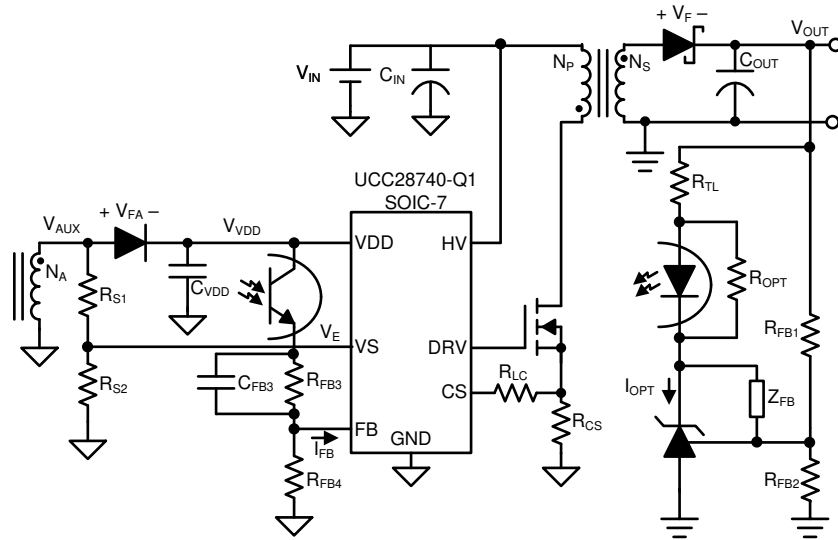 + V_F –
V_OUT
V_IN
C_IN
N_P
N_S
C_OUT
UCC28740-Q1
SOIC-7
R_TL
V_AUX
+ V_FA –
V_VDD
VDD
HV
N_A
R_S1
C_VDD
R_OPT
V_E
R_FB1
VS
DRV
R_S2
C_FB3
R_FB3
R_LC
I_OPT
Z_FB
CS
R_CS
FB
I_FB
GND
R_FB4
R_FB2